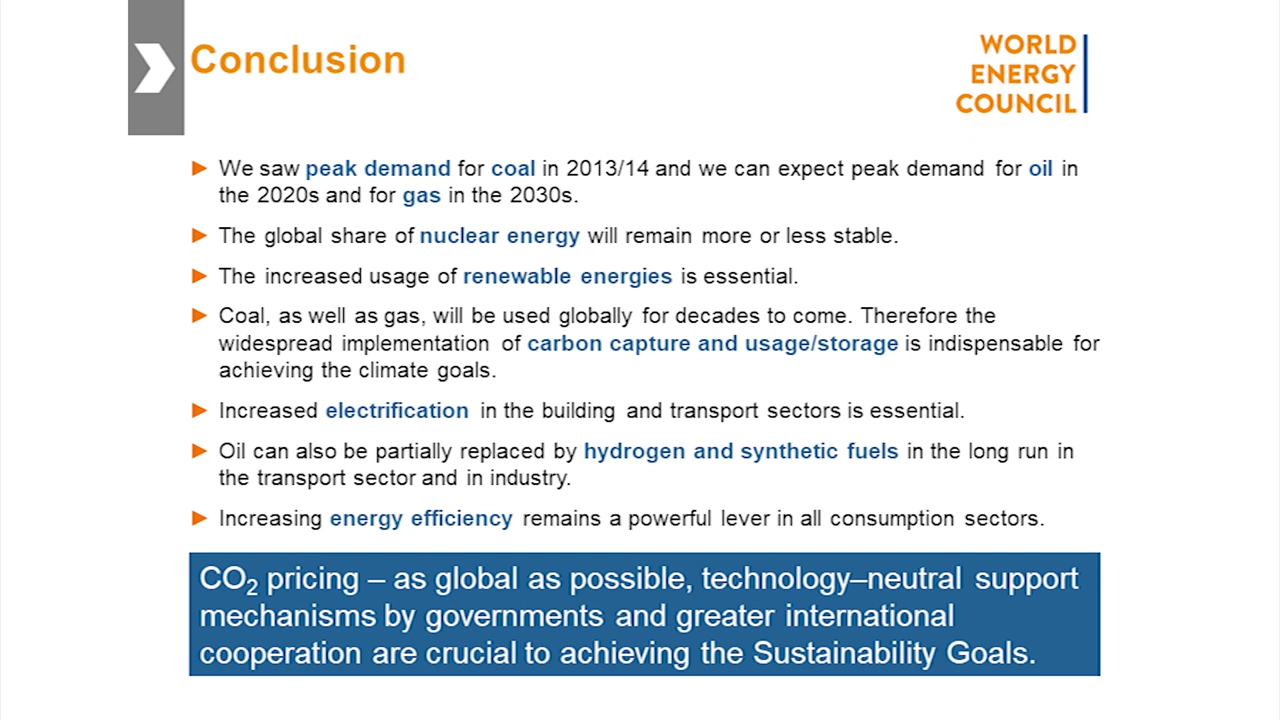 Conclusion
WORLD
ENERGY
COUNCIL
► We saw peak demand for coal in 2013/14 and we can expect peak demand for oil in
the 2020s and for gas in the 2030s.
► The global share of nuclear energy will remain more or less stable.
► The increased usage of renewable energies is essential.
► Coal, as well as gas, will be used globally for decades to come. Therefore the
widespread implementation of carbon capture and usage/storage is indispensable for
achieving the climate goals.
► Increased electrification in the building and transport sectors is essential.
► Oil can also be partially replaced by hydrogen and synthetic fuels in the long run in
the transport sector and in industry.
► Increasing energy efficiency remains a powerful lever in all consumption sectors.
CO₂ pricing – as global as possible, technology–neutral support
mechanisms by governments and greater international
cooperation are crucial to achieving the Sustainability Goals.